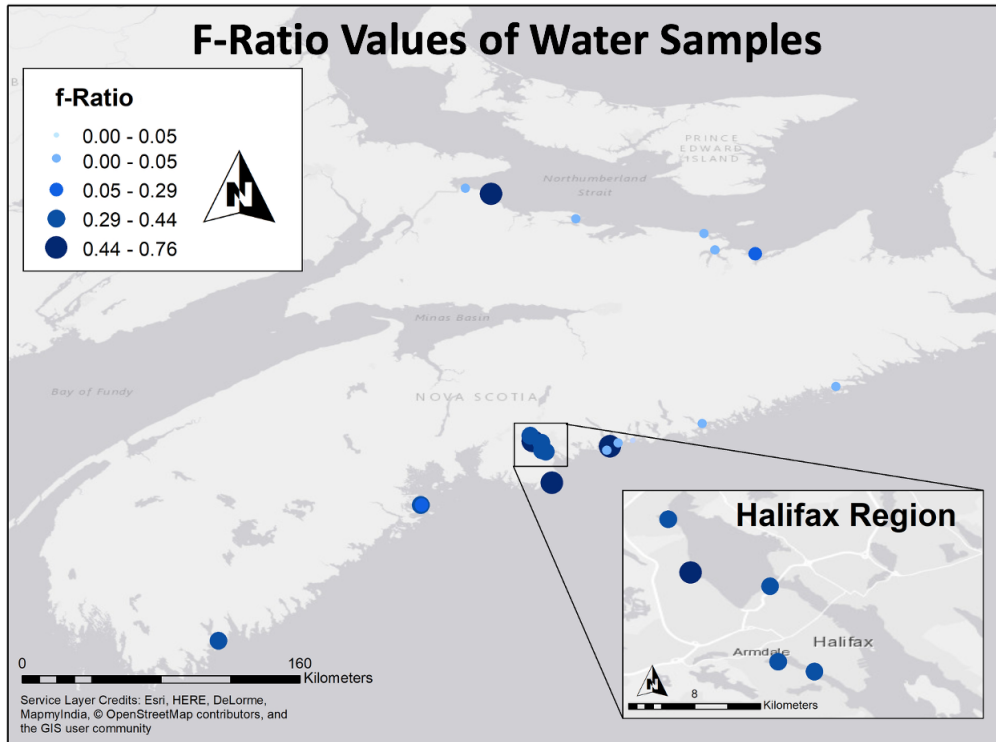 F-Ratio Values of Water Samples
f-Ratio
0.00 - 0.05
0.00 - 0.05
0.05 - 0.29
0.29 - 0.44
0.44 - 0.76
N
PRINCE
EDWARD
ISLAND
Northumberland
Strait
Minas Basin
Bay of Fundy
NOVA SCOTIA
Halifax Region
Halifax
Armdale
N
8
Kilometers
0
160
Kilometers
Service Layer Credits: Esri, HERE, DeLorme,
MapmyIndia, © OpenStreetMap contributors, and
the GIS user community